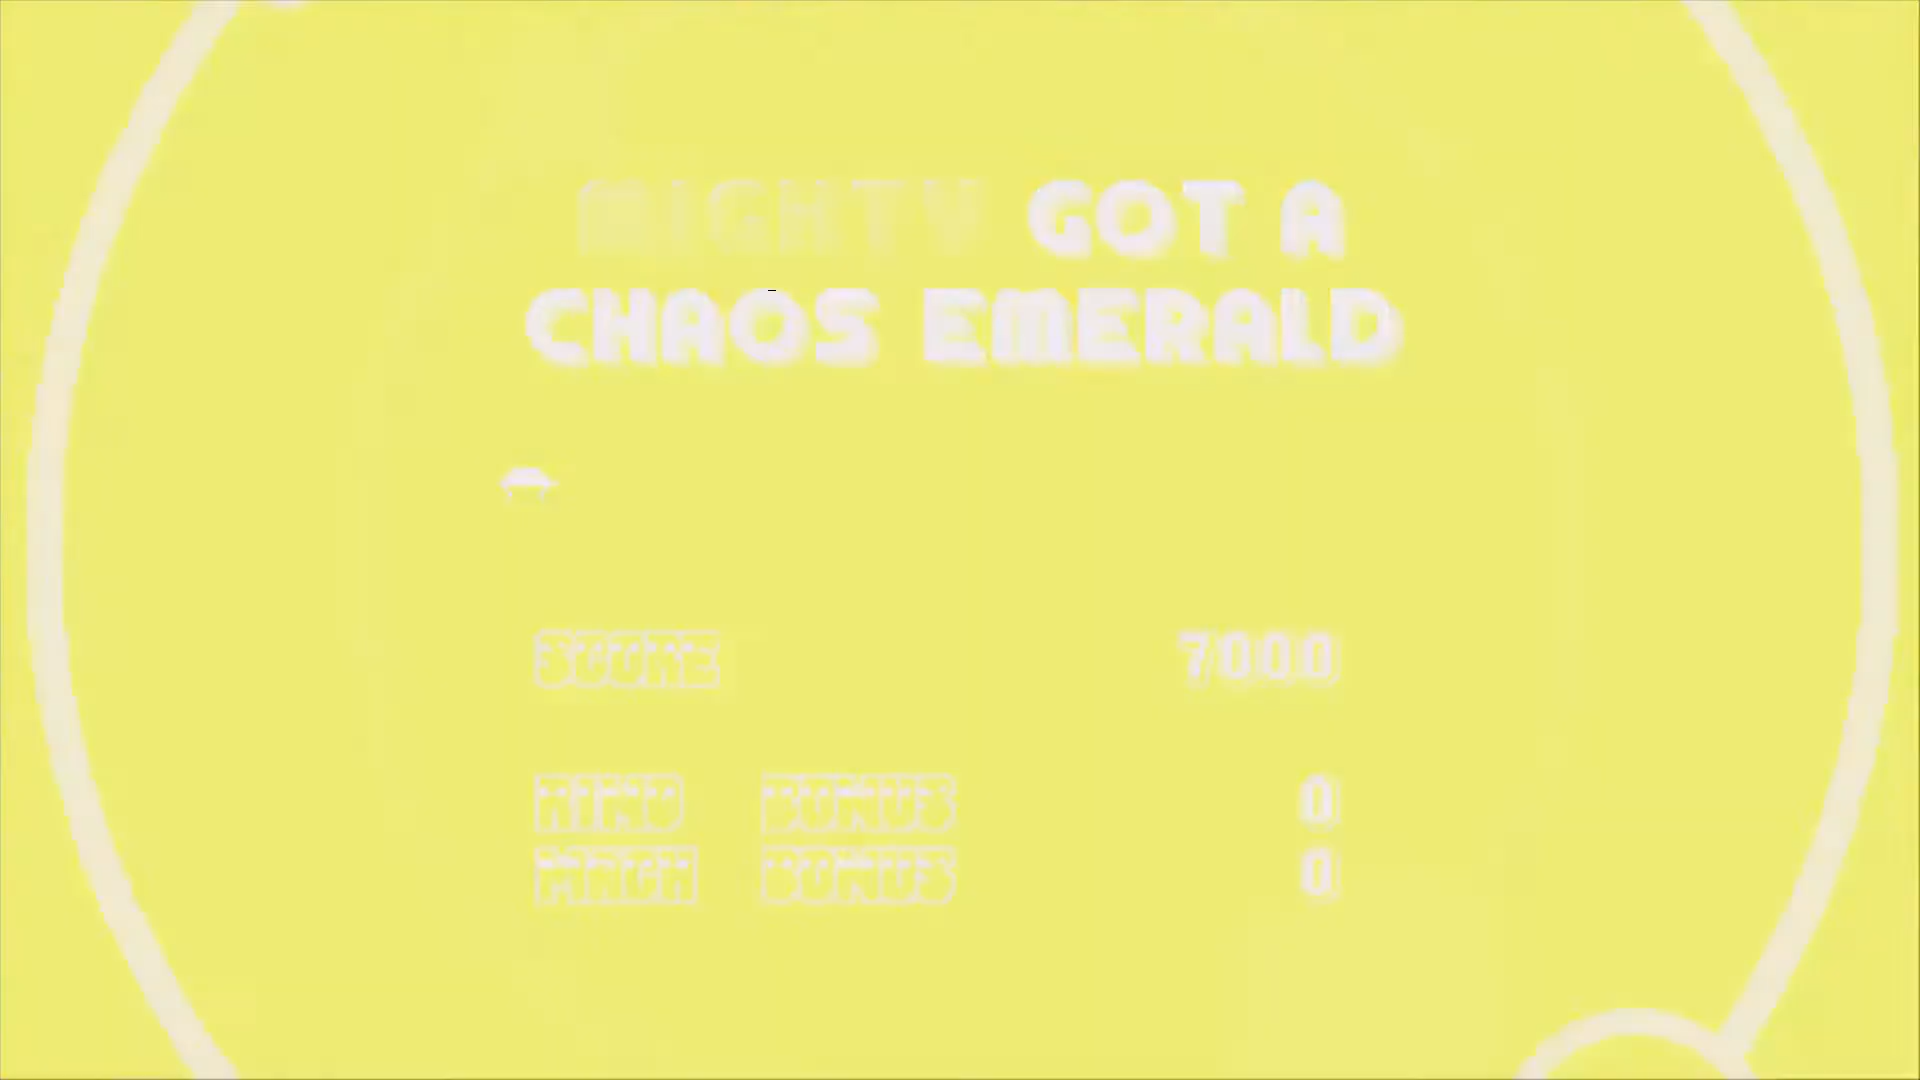 MIGHTY GOT A
CHAOS EMERALD
SCORE 7000
RING BONUS 0
MACH BONUS 0